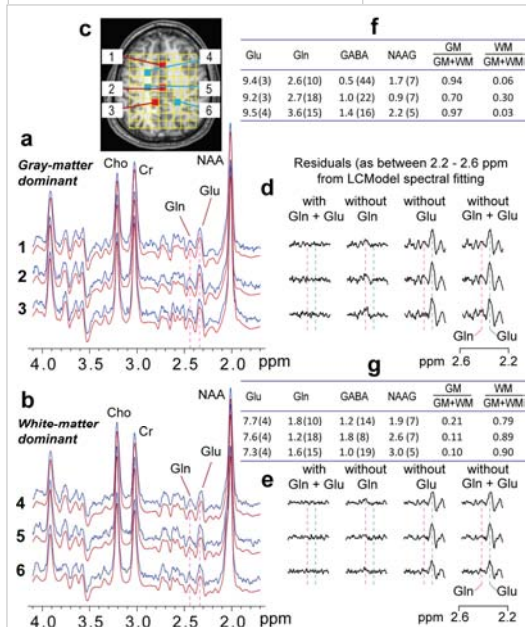 c
1
2
3
4
5
6
f
Glu Gln GABA NAAG GM/GM+WM WM/GM+WM
9.4(3) 2.6(10) 0.5 (44) 1.7 (7) 0.94 0.06
9.2(3) 2.7(18) 1.0 (22) 0.9 (7) 0.70 0.30
9.5(4) 3.6(15) 1.4 (16) 2.2 (5) 0.97 0.03
a
Gray-matter
dominant
Cho
Cr
NAA
Gln
Glu
1
2
3
4.0 3.5 3.0 2.5 2.0
ppm
Residuals (as between 2.2 - 2.6 ppm
from LCModel spectral fitting
d
with
Gln + Glu
without
Gln
without
Glu
without
Gln + Glu
Gln
Glu
ppm
2.6 2.2
g
Glu Gln GABA NAAG GM/GM+WM WM/GM+WM
7.7(4) 1.8(10) 1.2 (14) 1.9 (7) 0.21 0.79
7.6(4) 1.2(18) 1.8 (8) 2.6 (7) 0.11 0.89
7.3(4) 1.6(15) 1.0 (19) 3.0 (5) 0.10 0.90
b
White-matter
dominant
Cho
Cr
NAA
Gln
Glu
4
5
6
4.0 3.5 3.0 2.5 2.0
ppm
e
with
Gln + Glu
without
Gln
without
Glu
without
Gln + Glu
Gln
Glu
ppm
2.6 2.2